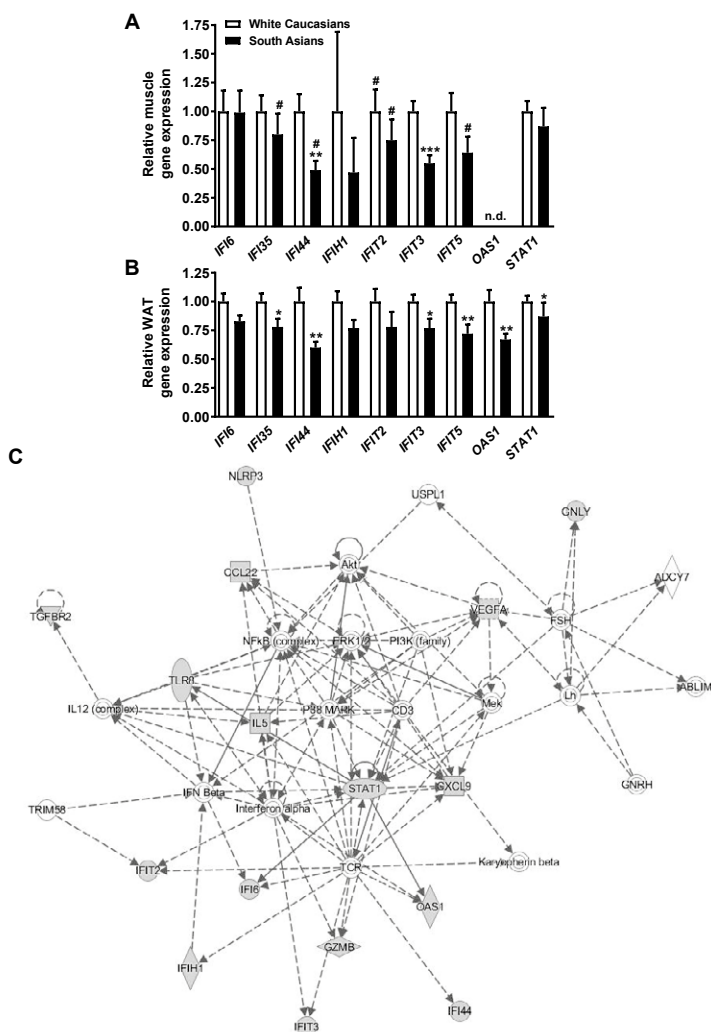 A
White Caucasians
South Asians
Relative muscle
gene expression
1.75
1.50
1.25
1.00
0.75
0.50
0.25
0.00
#
#
**
#
#
***
#
n.d.
IFI6
IFI35
IFI44
IFIH1
IFIT2
IFIT3
IFIT5
OAS1
STAT1
B
Relative WAT
gene expression
1.25
1.00
0.75
0.50
0.25
0.00
*
**
*
**
**
*
IFI6
IFI35
IFI44
IFIH1
IFIT2
IFIT3
IFIT5
OAS1
STAT1
C
NLRP3
USPL1
GNLY
CCL22
Akt
ADCY7
TGFBR2
VEGFA
FSH
NFkB (complex)
ERK1/2
PI3K (family)
TLR8
IL12 (complex)
IL5
P38 MAPK
CD3
Mek
Lh
ABLIM
STAT1
CXCL9
GNRH
IFN Beta
Interferon alpha
TRIM58
IFIT2
TCR
Karyopherin beta
IFI6
OAS1
GZMB
IFIH1
IFI44
IFIT3